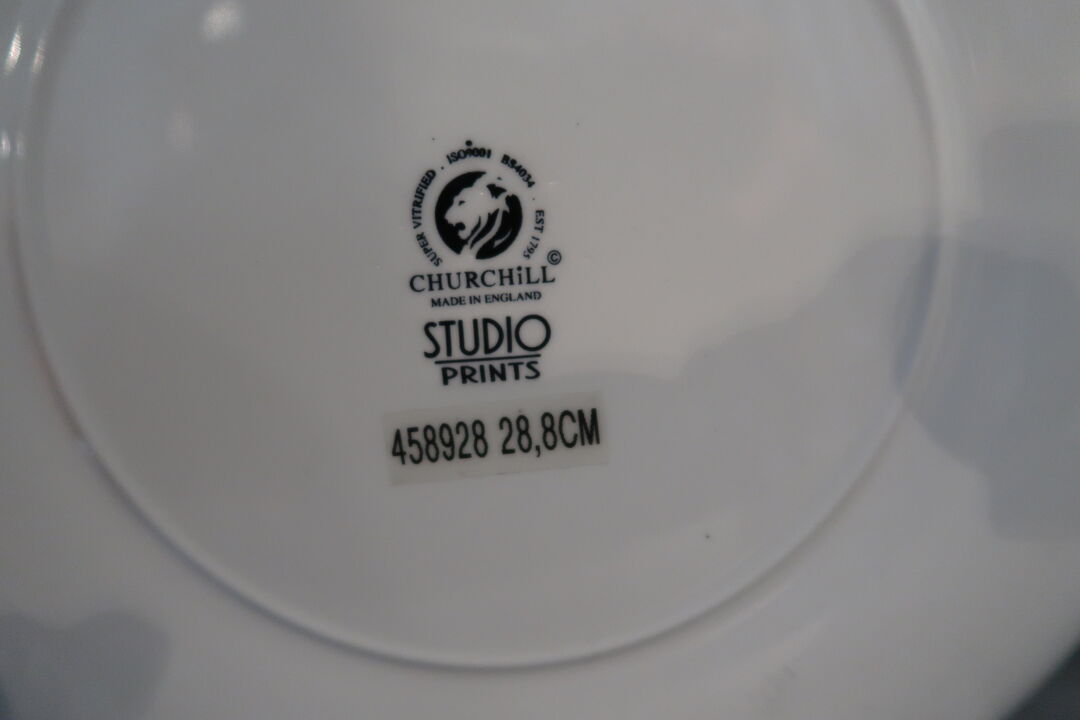 SUPER VITRIFIED · ISO9001 BS4034 · EST 1795
CHURCHiLL©
MADE IN ENGLAND
STUDIO
PRINTS
458928 28,8CM